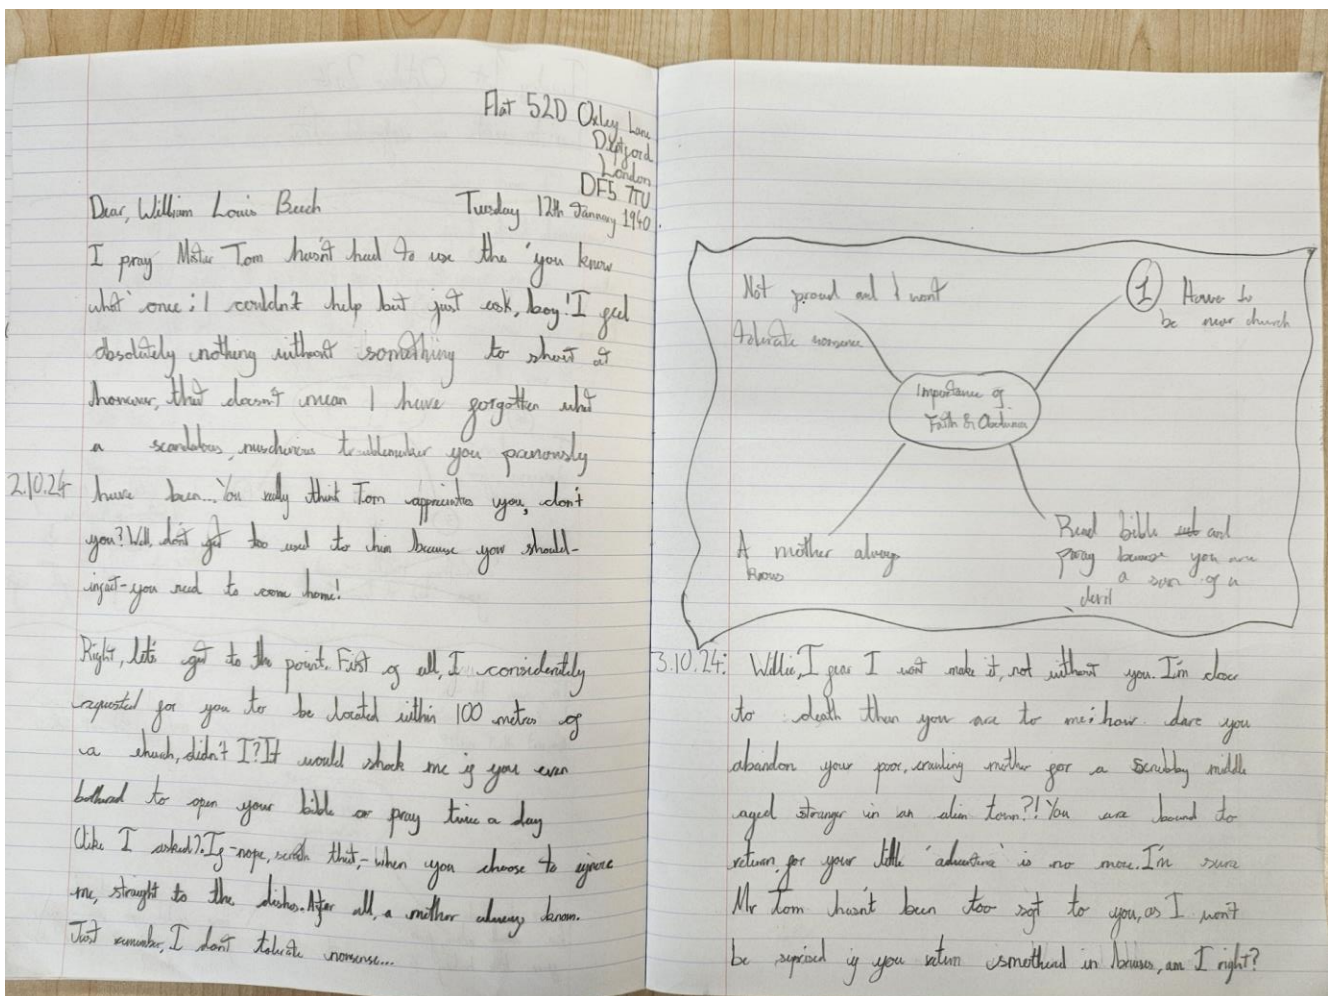 Flat 52D Oxley Lane
Deptford
London
DF5 7TU
Dear, William Louis Beech
Tuesday 12th January 1940.
I pray Mister Tom hasn't had to use the 'you know
what' once; I couldn't help but just ask, boy! I feel
absolutely nothing without something to shout at
however, that doesn't mean I have forgotten what
a scandalous, troublemaker you previously
2.10.24
have been... You really think Tom appreciates you, don't
you? Well, don't get too used to him because you should-
infact-you need to come home!
Right, let's get to the point. First of all, I considerately
requested for you to be located within 100 metres of
a church, didn't I? It would shock me if you even
bothered to open your bible or pray twice a day
(like I asked). If -nope, scratch that,- when you choose to ignore
me, straight to the dishes. After all, a mother always knows.
Just remember, I don't tolerate nonsense...
Not proud and I wont
tolerate nonsense
1 House to
be near church
Importance of
Faith & Obedience
A mother always
knows
Read bible and
pray because you are
a son of a
devil
3.10.24:
Willie, I fear I wont make it, not without you. I'm closer
to death than you are to me: how dare you
abandon your poor, mother for a scrubby middle
aged stranger in an alien town?! You are bound to
return, for your little 'adventure' is no more. I'm sure
Mr Tom hasn't been too soft to you, as I won't
be suprised if you return smothered in bruises, am I right?